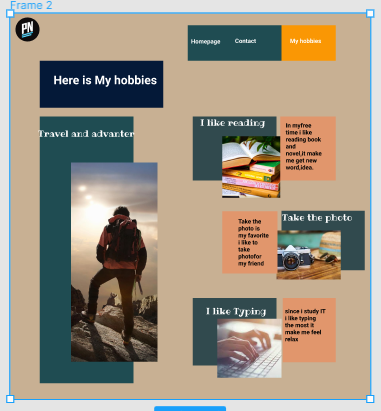 Frame 2
PN
Homepage
Contact
My hobbies
Here is My hobbies
Travel and advanter
I like reading
In myfree
time i like
reading book
and
novel,it make
me get new
word,idea.
Take the photo
Take the
photo is
my favorite
i like to
take
photofor
my friend
I like Typing
since I study IT
i like typing
the most it
make me feel
relax